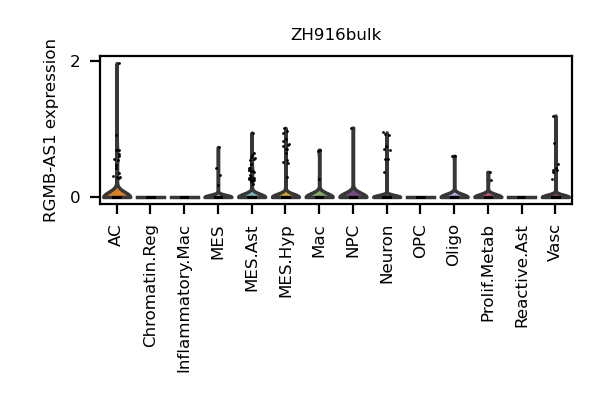 ZH916bulk
RGMB-AS1 expression
2
0
AC
Chromatin.Reg
Inflammatory.Mac
MES
MES.Ast
MES.Hyp
Mac
NPC
Neuron
OPC
Oligo
Prolif.Metab
Reactive.Ast
Vasc